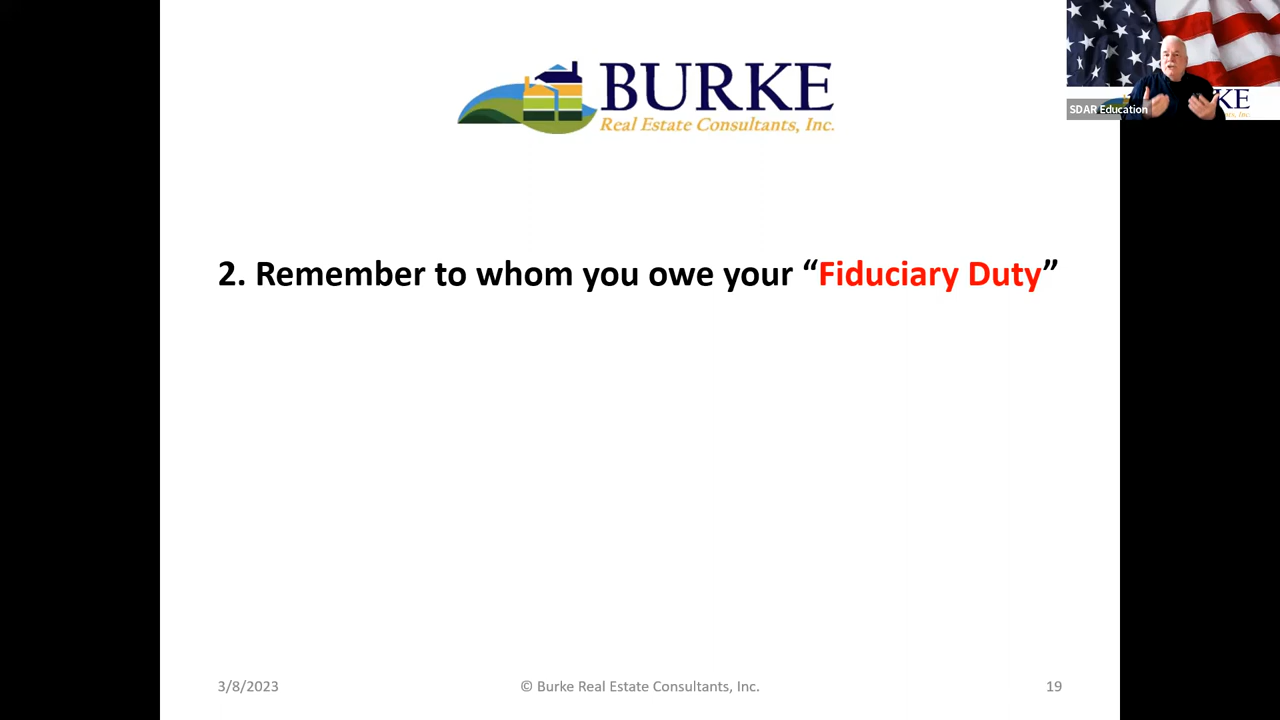 BURKE
Real Estate Consultants, Inc.
SDAR Education
2. Remember to whom you owe your “Fiduciary Duty”
3/8/2023
© Burke Real Estate Consultants, Inc.
19